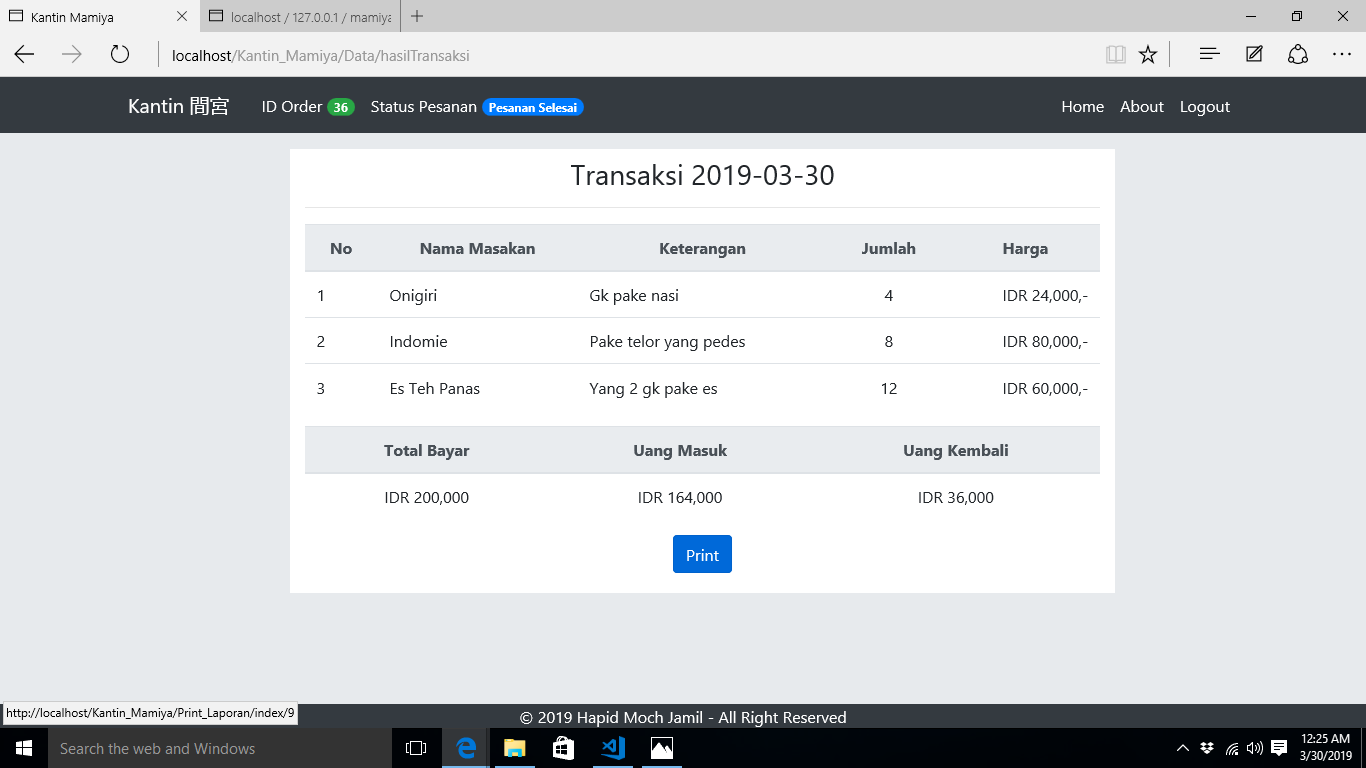 Kantin Mamiya
localhost / 127.0.0.1 / mamiya
localhost/Kantin_Mamiya/Data/hasilTransaksi
Kantin 間宮 ID Order 36 Status Pesanan Pesanan Selesai Home About Logout
Transaksi 2019-03-30
No Nama Masakan Keterangan Jumlah Harga
1 Onigiri Gk pake nasi 4 IDR 24,000,-
2 Indomie Pake telor yang pedes 8 IDR 80,000,-
3 Es Teh Panas Yang 2 gk pake es 12 IDR 60,000,-
Total Bayar Uang Masuk Uang Kembali
IDR 200,000 IDR 164,000 IDR 36,000
Print
http://localhost/Kantin_Mamiya/Print_Laporan/index/9
© 2019 Hapid Moch Jamil - All Right Reserved
Search the web and Windows
12:25 AM
3/30/2019